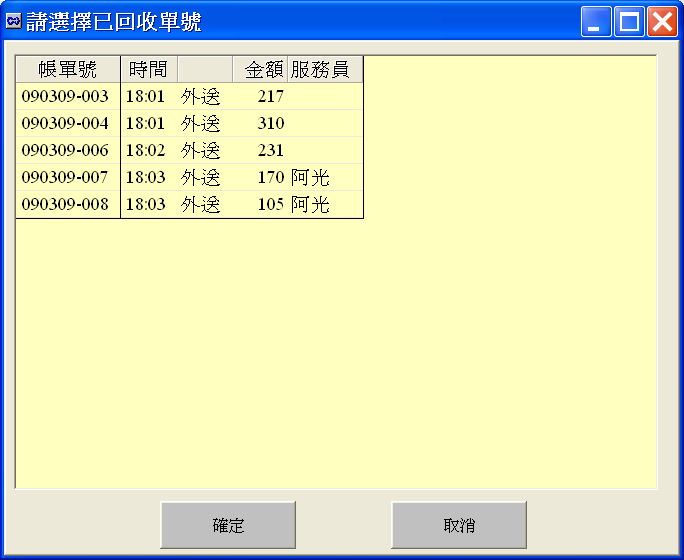 請選擇已回收單號
帳單號 時間 金額 服務員
090309-003 18:01 外送 217
090309-004 18:01 外送 310
090309-006 18:02 外送 231
090309-007 18:03 外送 170 阿光
090309-008 18:03 外送 105 阿光
確定 取消